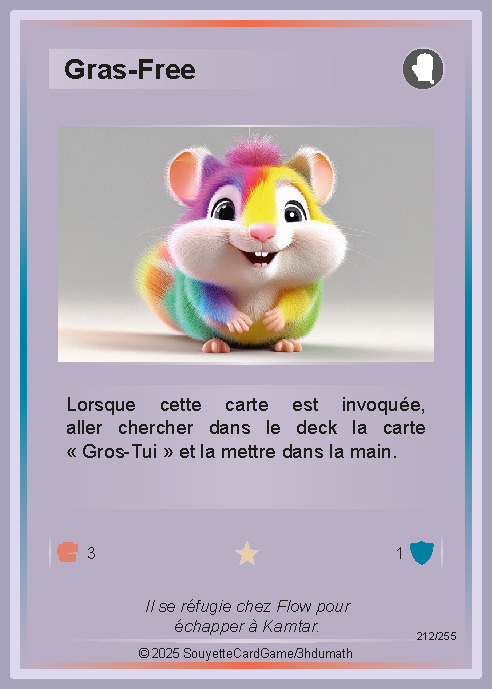 Gras-Free
Lorsque cette carte est invoquée,
aller chercher dans le deck la carte
« Gros-Tui » et la mettre dans la main.
3
1
Il se réfugie chez Flow pour
échapper à Kamtar.
212/255
© 2025 SouyetteCardGame/3hdumath